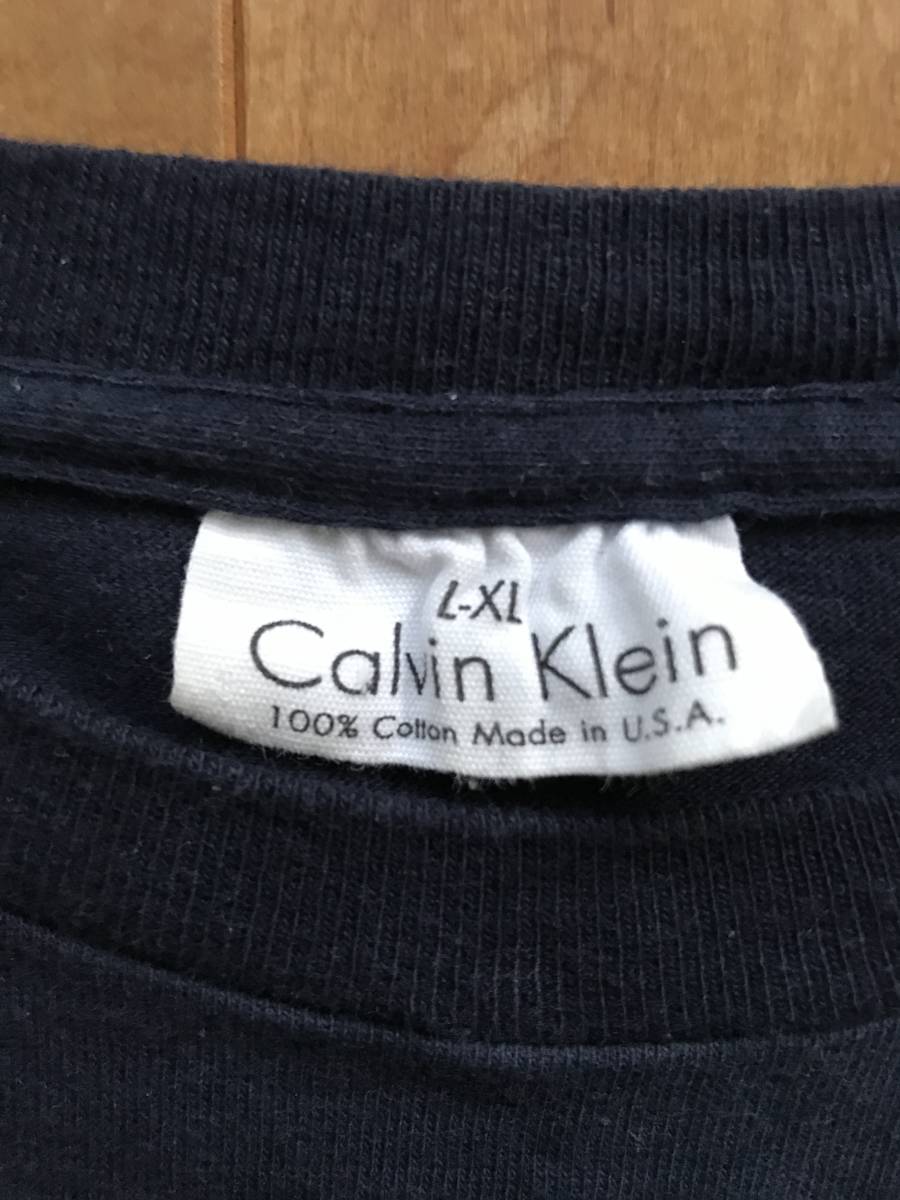 L-XL
Calvin Klein
100% Cotton Made in U.S.A.